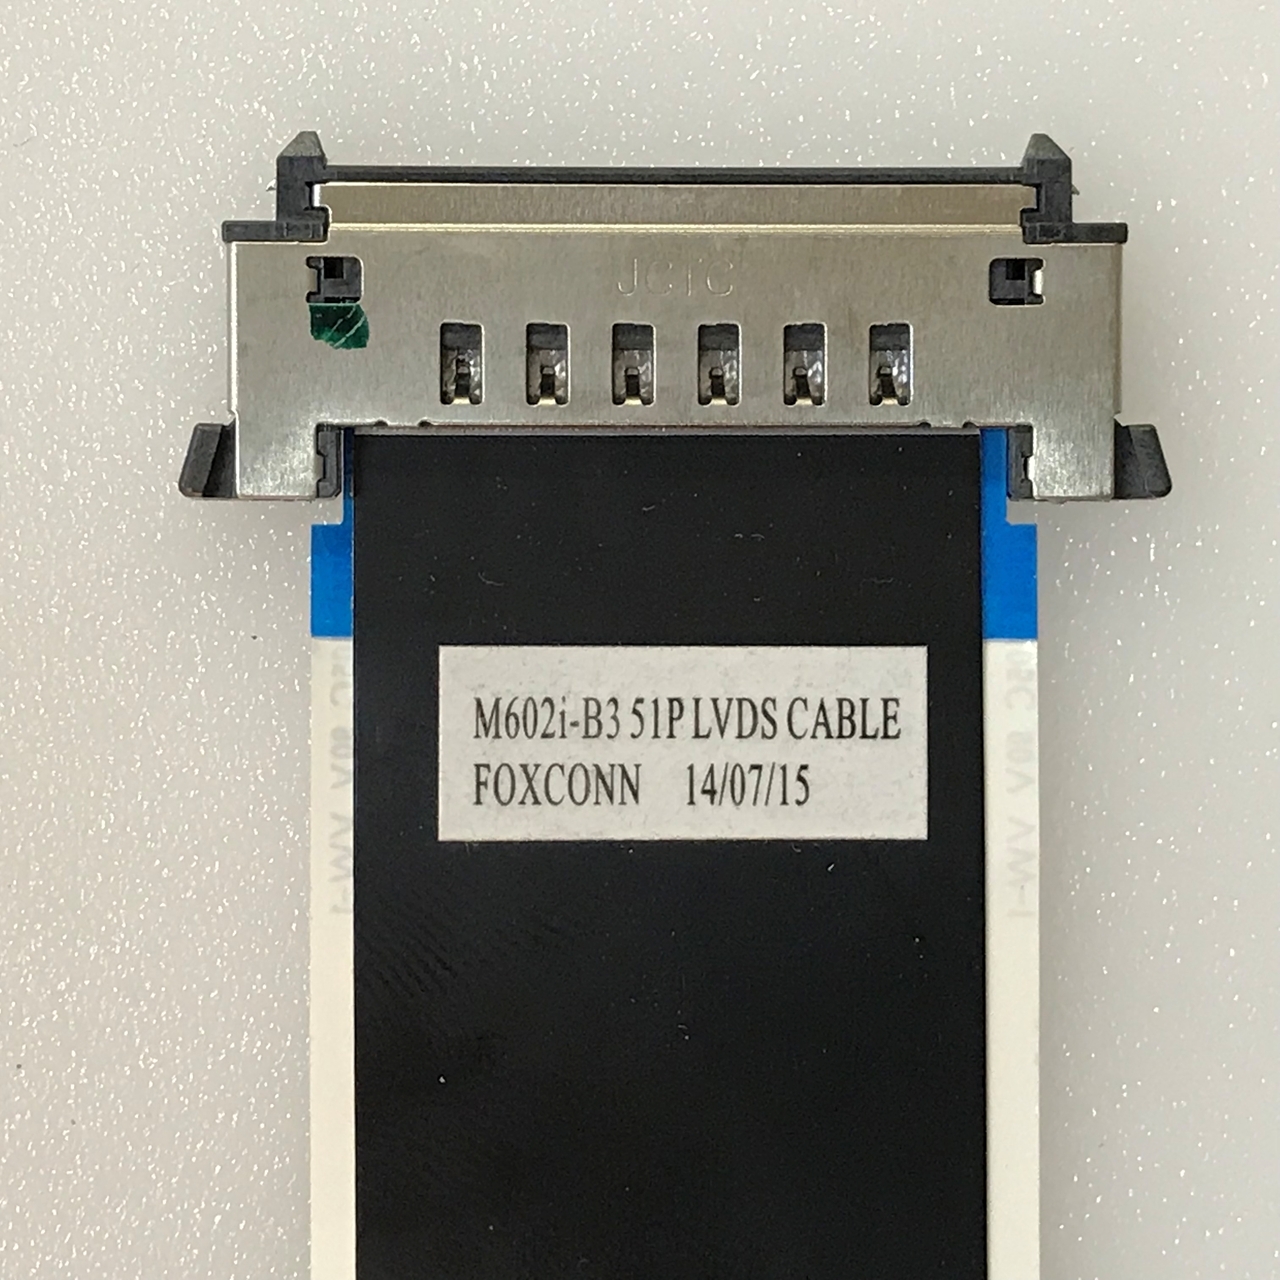 JCTC
M602i-B3 51P LVDS CABLE
FOXCONN 14/07/15